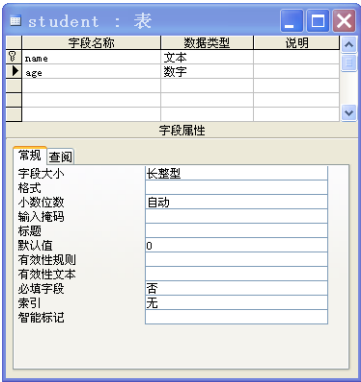 student : 表
字段名称 数据类型 说明
name 文本
age 数字
字段属性
常规 查阅
字段大小 长整型
格式
小数位数 自动
输入掩码
标题
默认值 0
有效性规则
有效性文本
必填字段 否
索引 无
智能标记